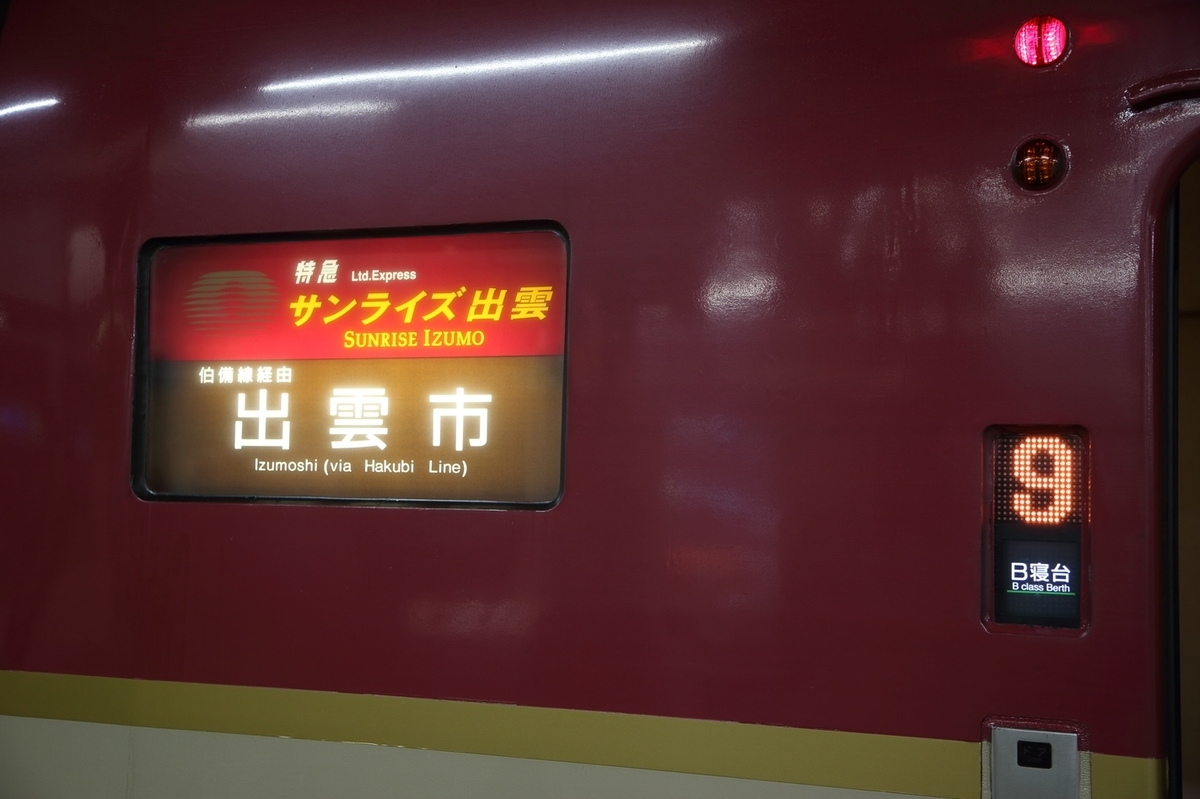 特急 Ltd.Express
サンライズ出雲
SUNRISE IZUMO
伯備線経由
出雲市
Izumoshi (via Hakubi Line)
9
B寝台
B class Berth